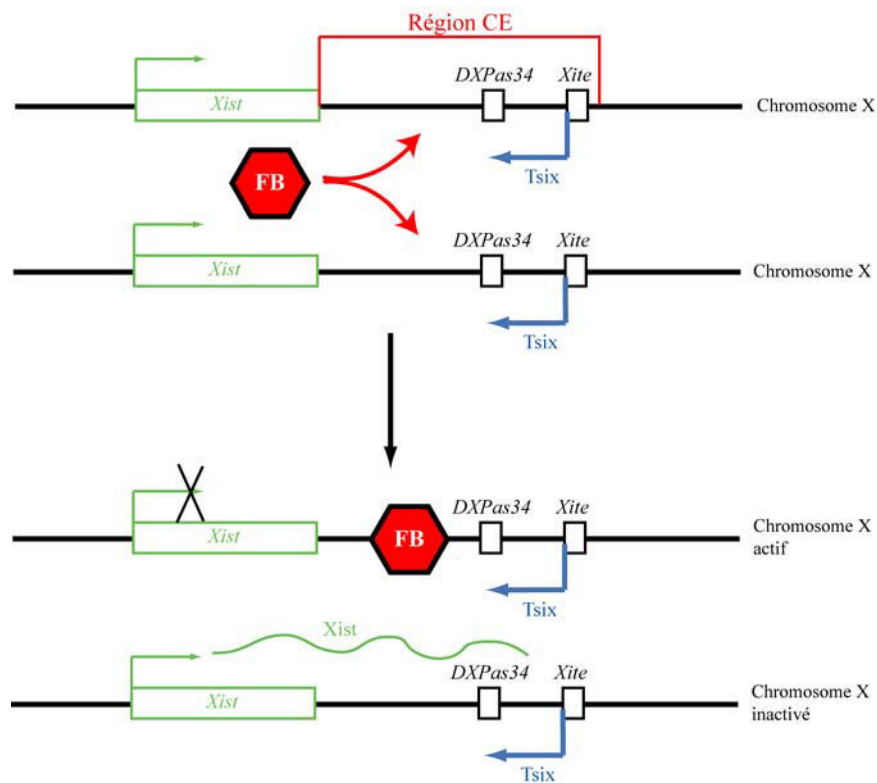 Région CE
DXPas34 Xite
Xist
Chromosome X
Tsix
FB
DXPas34 Xite
Xist
Chromosome X
Tsix
DXPas34 Xite
Xist
FB
Chromosome X
actif
Tsix
Xist
DXPas34 Xite
Xist
Chromosome X
inactivé
Tsix